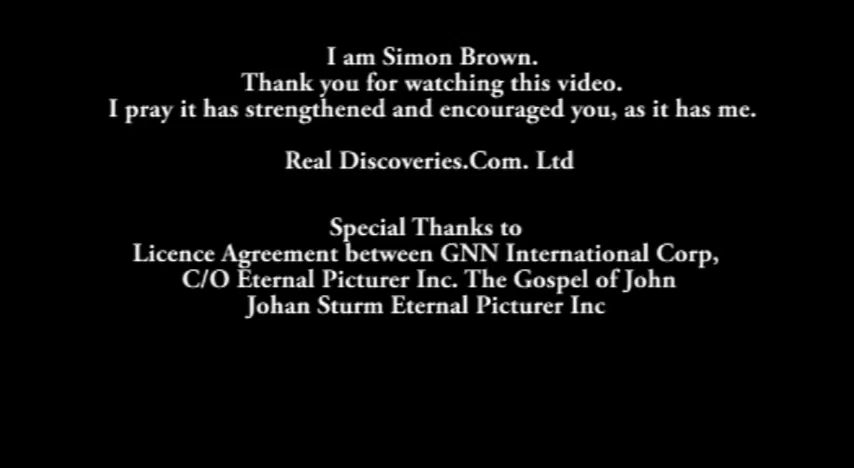 I am Simon Brown.
Thank you for watching this video.
I pray it has strengthened and encouraged you, as it has me.
Real Discoveries.Com. Ltd
Special Thanks to
Licence Agreement between GNN International Corp,
C/O Eternal Picturer Inc. The Gospel of John
Johan Sturm Eternal Picturer Inc